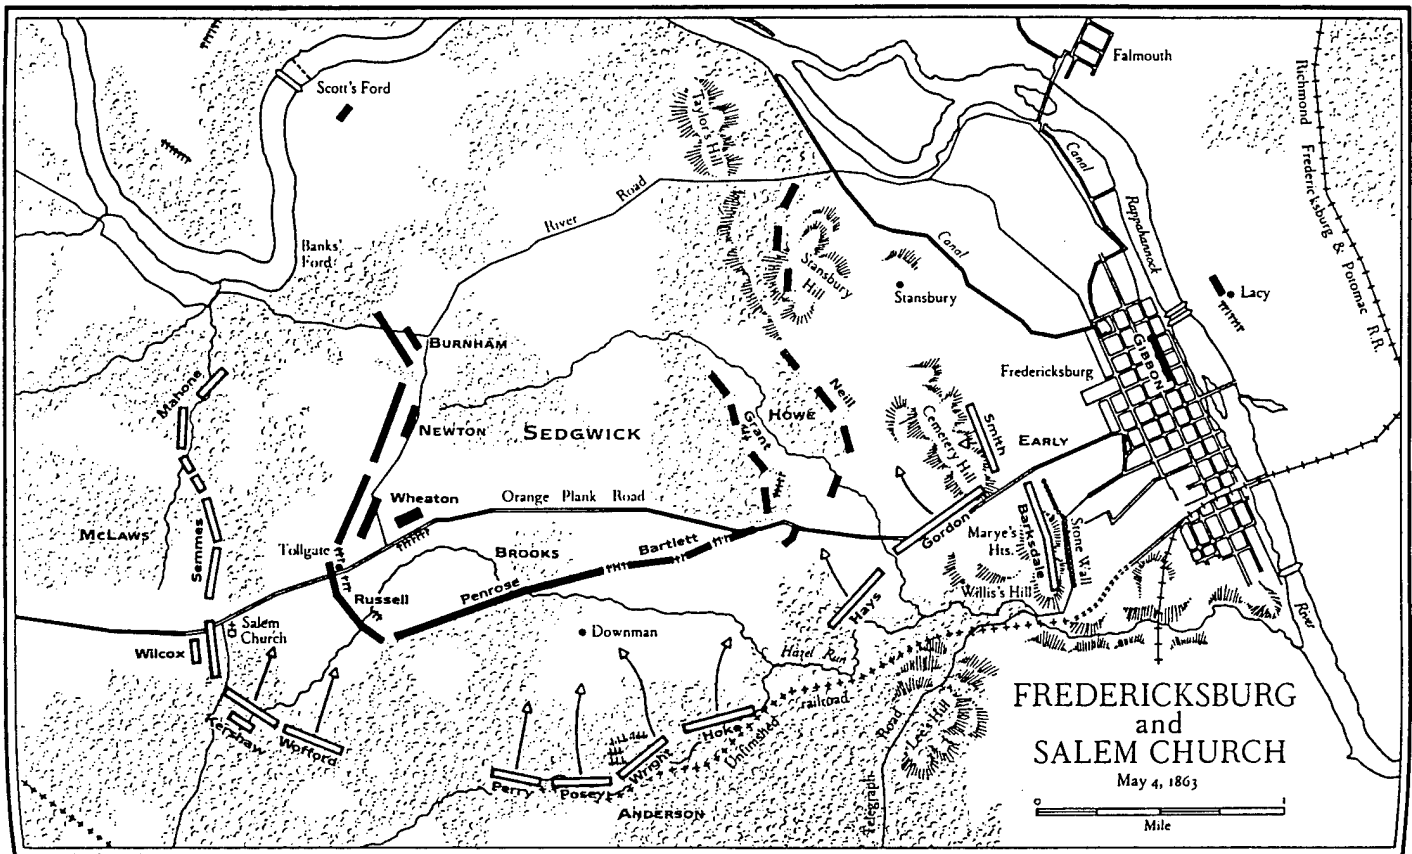 Falmouth
Scott's Ford
Taylor's Hill
Canal
Richmond Fredericksburg & Potomac R.R.
River Road
Rappahannock
Banks' Ford
Canal
Stansbury Hill
Stansbury
Lacy
BURNHAM
GIBBON
Mahone
Fredericksburg
Neill
HOWE
Grant
NEWTON
SEDGWICK
Cemetery Hill
Smith
EARLY
Wheaton
Orange Plank Road
McLAWS
Semmes
Tollgate
BROOKS
Bartlett
Gordon
Marye's Hts.
Barksdale
Stone Wall
Penrose
Russell
Hays
Willis's Hill
River
Salem Church
Downman
Wilcox
Hazel Run
Kershaw
Wofford
Hoke
Unfinished railroad
Telegraph Road
Lee's Hill
Wright
Perry
Posey
ANDERSON
FREDERICKSBURG
and
SALEM CHURCH
May 4, 1863
0 1
Mile